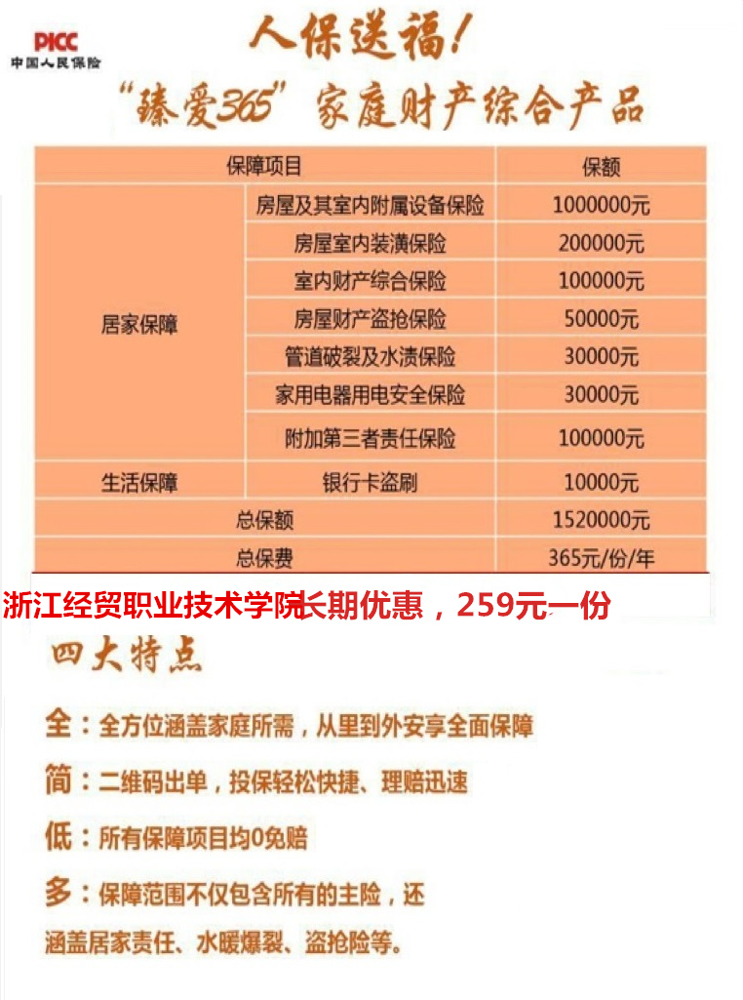 PICC
中国人民保险
人保送福!
“臻爱365”家庭财产综合产品
保障项目 保额
居家保障
房屋及其室内附属设备保险 1000000元
房屋室内装潢保险 200000元
室内财产综合保险 100000元
房屋财产盗抢保险 50000元
管道破裂及水渍保险 30000元
家用电器用电安全保险 30000元
附加第三者责任保险 100000元
生活保障 银行卡盗刷 10000元
总保额 1520000元
总保费 365元/份/年
浙江经贸职业技术学院长期优惠，259元一份
四大特点
全：全方位涵盖家庭所需，从里到外安享全面保障
简：二维码出单，投保轻松快捷、理赔迅速
低：所有保障项目均0免赔
多：保障范围不仅包含所有的主险，还
涵盖居家责任、水暖爆裂、盗抢险等。